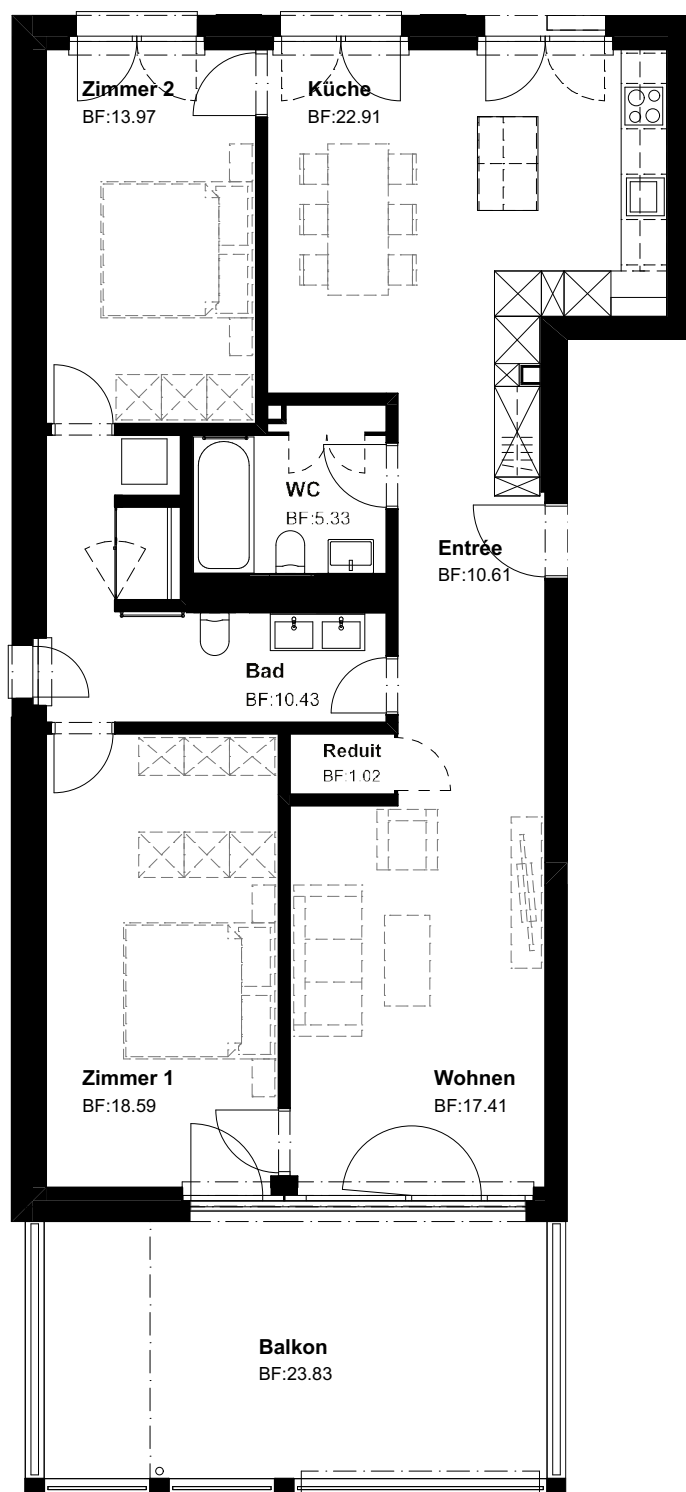 Zimmer 2
BF:13.97
Küche
BF:22.91
WC
BF:5.33
Entrée
BF:10.61
Bad
BF:10.43
Reduit
BF:1.02
Zimmer 1
BF:18.59
Wohnen
BF:17.41
Balkon
BF:23.83